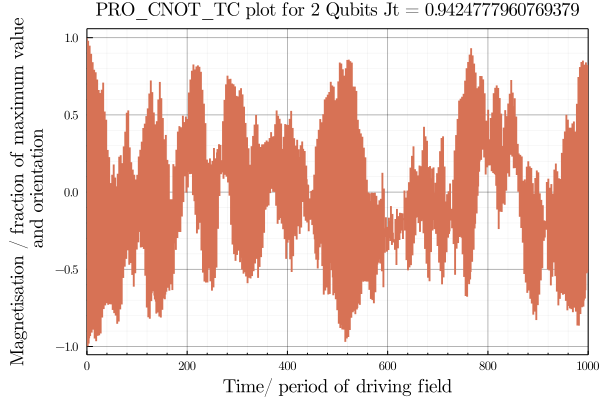 PRO_CNOT_TC plot for 2 Qubits Jt = 0.9424777960769379
Magnetisation / fraction of maximum value
and orientation
1.0
0.5
0.0
−0.5
−1.0
0 200 400 600 800 1000
Time/ period of driving field